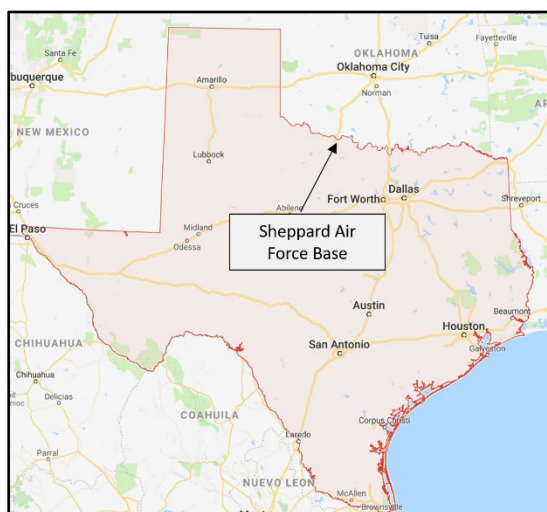 Tulsa
Fayetteville
OKLAHOMA
Santa Fe
Oklahoma City
buquerque
Amarillo
Norman
AR
NEW MEXICO
Lubbock
Dallas
Fort Worth
Abilene
Shreveport
Cruces
Sheppard Air
Force Base
El Paso
Midland
Odessa
Austin
Beaumont
Houston
San Antonio
Galveston
CHIHUAHUA
Chihuahua
Delicias
COAHUILA
Corpus Christi
Laredo
Parral
NUEVO LEON
McAllen
Brownsville